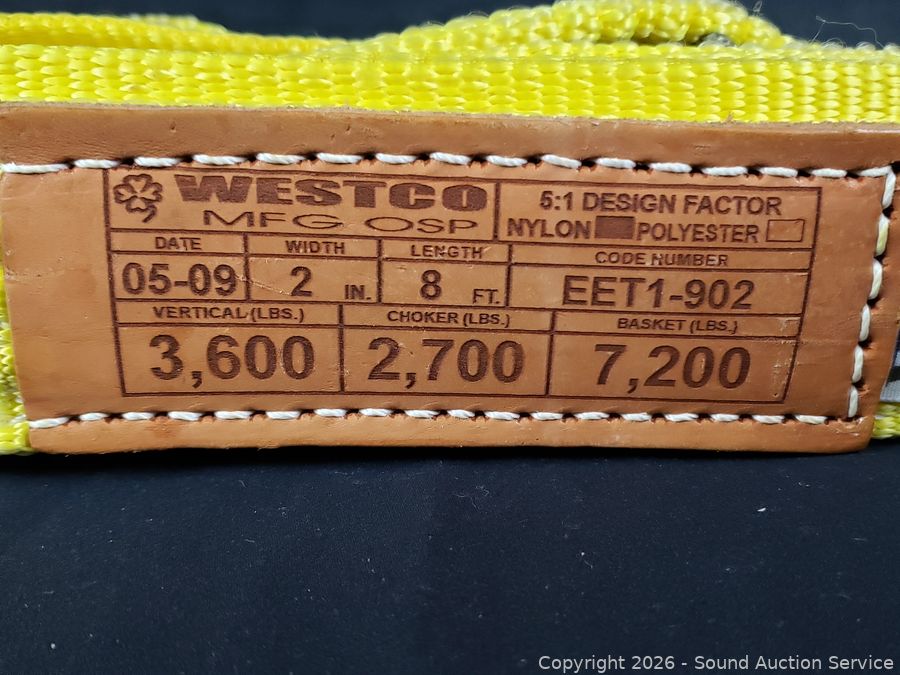 WESTCO
MFG OSP
5:1 DESIGN FACTOR
NYLON POLYESTER
DATE WIDTH LENGTH CODE NUMBER
05-09 2 IN. 8 FT. EET1-902
VERTICAL (LBS.) CHOKER (LBS.) BASKET (LBS.)
3,600 2,700 7,200
Copyright © 2026 - Sound Auction Service